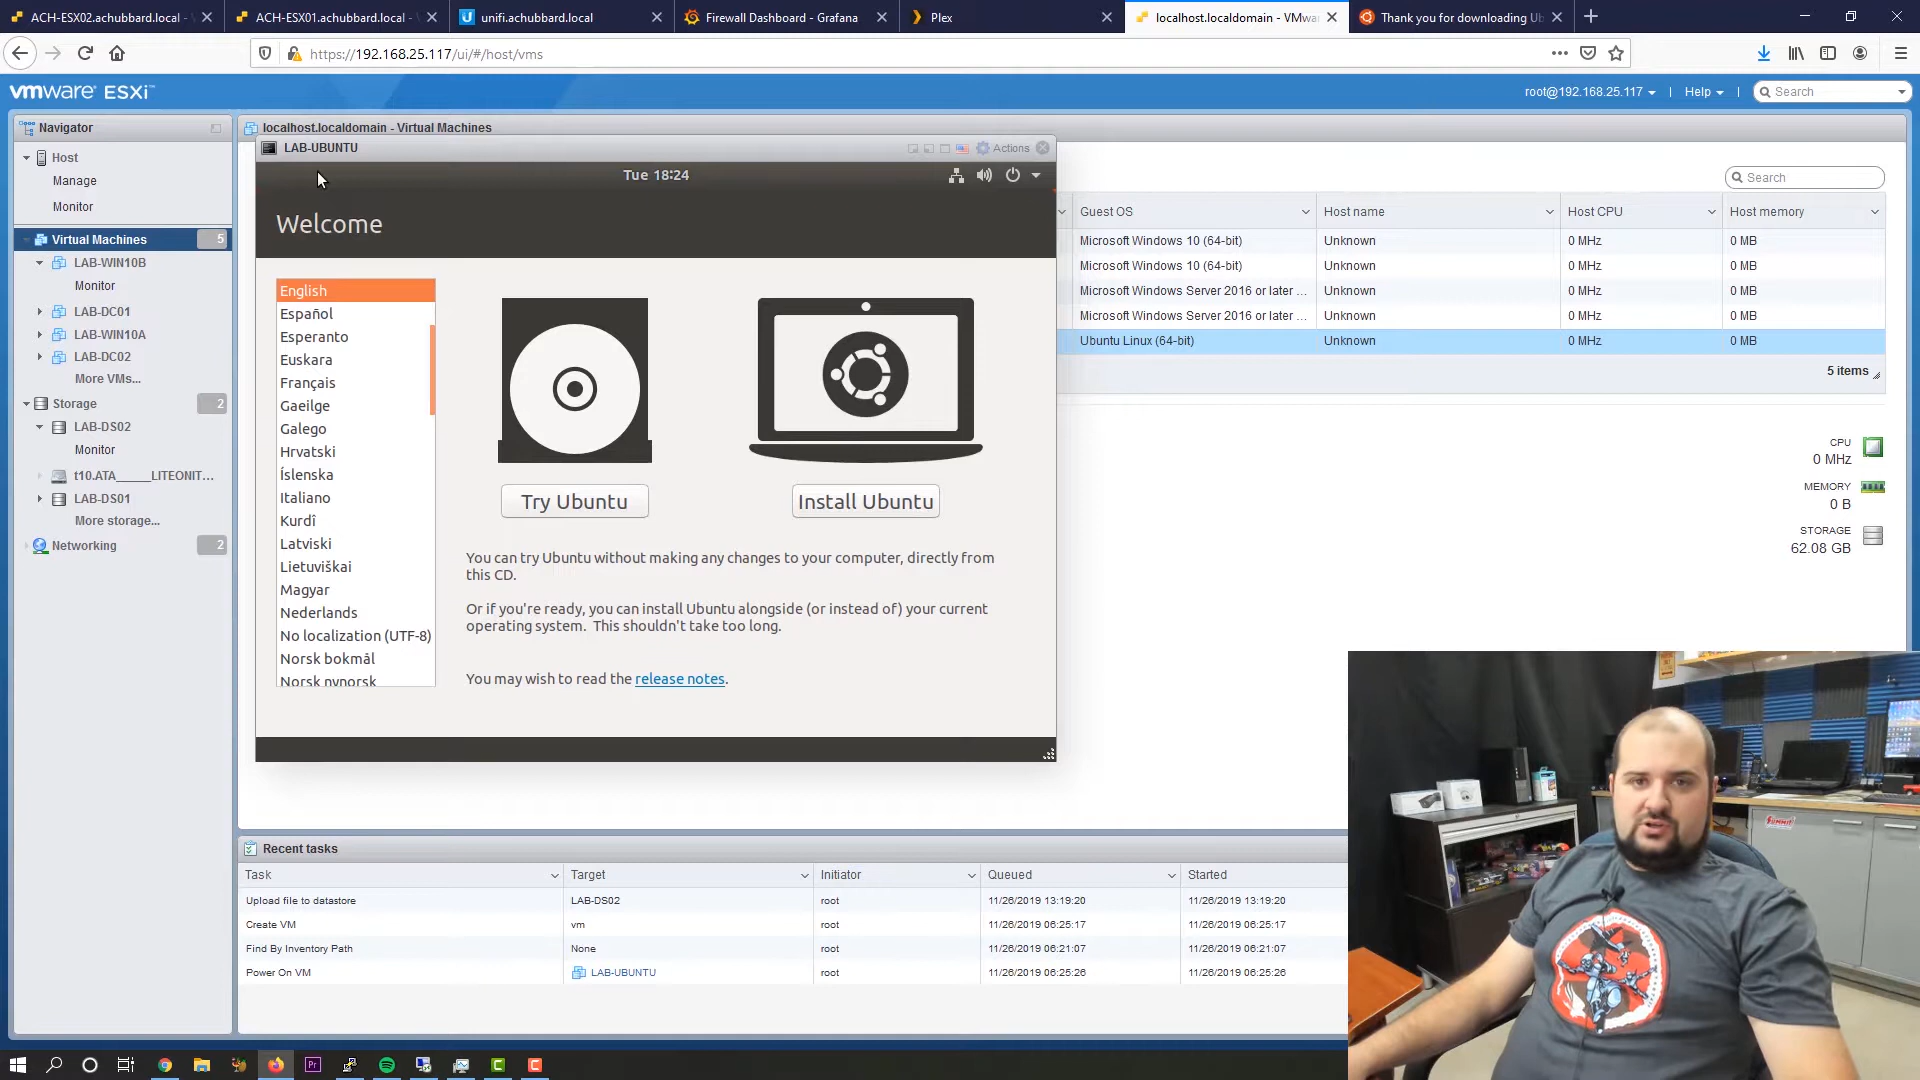 ACH-ESX02.achubbard.local -
ACH-ESX01.achubbard.local -
unifi.achubbard.local
Firewall Dashboard - Grafana
Plex
localhost.localdomain - VMwa
Thank you for downloading Ub
https://192.168.25.117/ui/#/host/vms
vmware ESXi
root@192.168.25.117
Help
Search
Navigator
localhost.localdomain - Virtual Machines
Host
Manage
Monitor
Virtual Machines 5
LAB-WIN10B
Monitor
LAB-DC01
LAB-WIN10A
LAB-DC02
More VMs...
Storage 2
LAB-DS02
Monitor
t10.ATA_____LITEONIT...
LAB-DS01
More storage...
Networking 2
LAB-UBUNTU
Actions
Tue 18:24
Welcome
English
Español
Esperanto
Euskara
Français
Gaeilge
Galego
Hrvatski
Íslenska
Italiano
Kurdî
Latviski
Lietuviškai
Magyar
Nederlands
No localization (UTF-8)
Norsk bokmål
Norsk nynorsk
Try Ubuntu
Install Ubuntu
You can try Ubuntu without making any changes to your computer, directly from
this CD.
Or if you're ready, you can install Ubuntu alongside (or instead of) your current
operating system. This shouldn't take too long.
You may wish to read the release notes.
Search
Guest OS Host name Host CPU Host memory
Microsoft Windows 10 (64-bit) Unknown 0 MHz 0 MB
Microsoft Windows 10 (64-bit) Unknown 0 MHz 0 MB
Microsoft Windows Server 2016 or later ... Unknown 0 MHz 0 MB
Microsoft Windows Server 2016 or later ... Unknown 0 MHz 0 MB
Ubuntu Linux (64-bit) Unknown 0 MHz 0 MB
5 items
CPU
0 MHz
MEMORY
0 B
STORAGE
62.08 GB
Recent tasks
Task Target Initiator Queued Started
Upload file to datastore LAB-DS02 root 11/26/2019 13:19:20 11/26/2019 13:19:20
Create VM vm root 11/26/2019 06:25:17 11/26/2019 06:25:17
Find By Inventory Path None root 11/26/2019 06:21:07 11/26/2019 06:21:07
Power On VM LAB-UBUNTU root 11/26/2019 06:25:26 11/26/2019 06:25:26
Pr
C
C